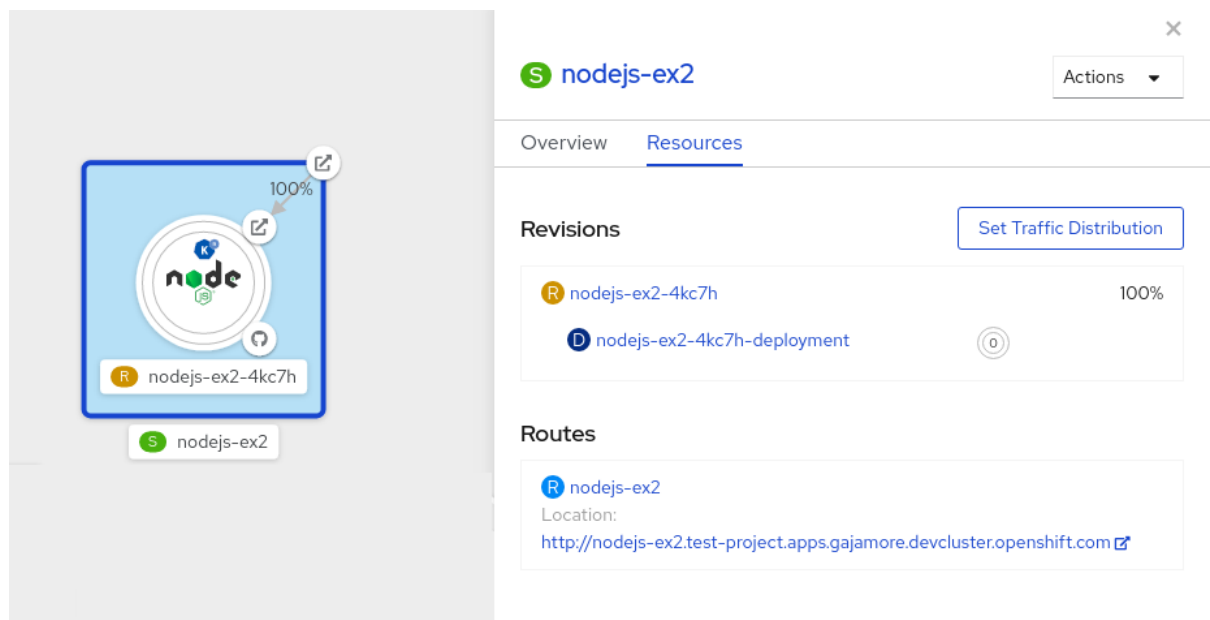 100%
K
node
JS
R nodejs-ex2-4kc7h
S nodejs-ex2
S nodejs-ex2
Actions
Overview Resources
Revisions
Set Traffic Distribution
R nodejs-ex2-4kc7h 100%
D nodejs-ex2-4kc7h-deployment 0
Routes
R nodejs-ex2
Location:
http://nodejs-ex2.test-project.apps.gajamore.devcluster.openshift.com